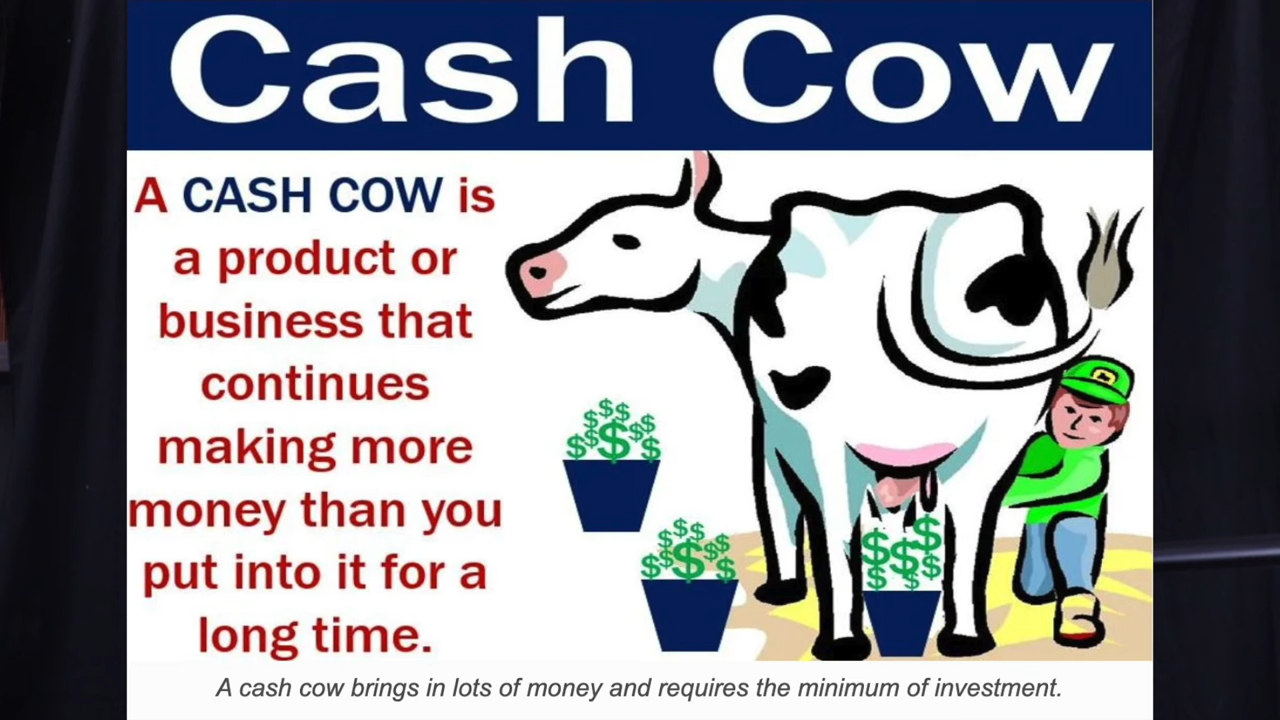 Cash Cow
A CASH COW is
a product or
business that
continues
making more
money than you
put into it for a
long time.
$$$$$$$$$$
$$$$$$$$$
$$$$$$
A cash cow brings in lots of money and requires the minimum of investment.